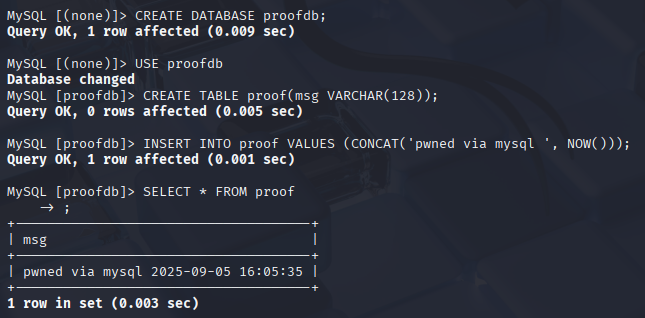 MySQL [(none)]> CREATE DATABASE proofdb;
Query OK, 1 row affected (0.009 sec)
MySQL [(none)]> USE proofdb
Database changed
MySQL [proofdb]> CREATE TABLE proof(msg VARCHAR(128));
Query OK, 0 rows affected (0.005 sec)
MySQL [proofdb]> INSERT INTO proof VALUES (CONCAT('pwned via mysql ', NOW()));
Query OK, 1 row affected (0.001 sec)
MySQL [proofdb]> SELECT * FROM proof
→ ;
+-------------------------------------+
| msg |
+-------------------------------------+
| pwned via mysql 2025-09-05 16:05:35 |
+-------------------------------------+
1 row in set (0.003 sec)